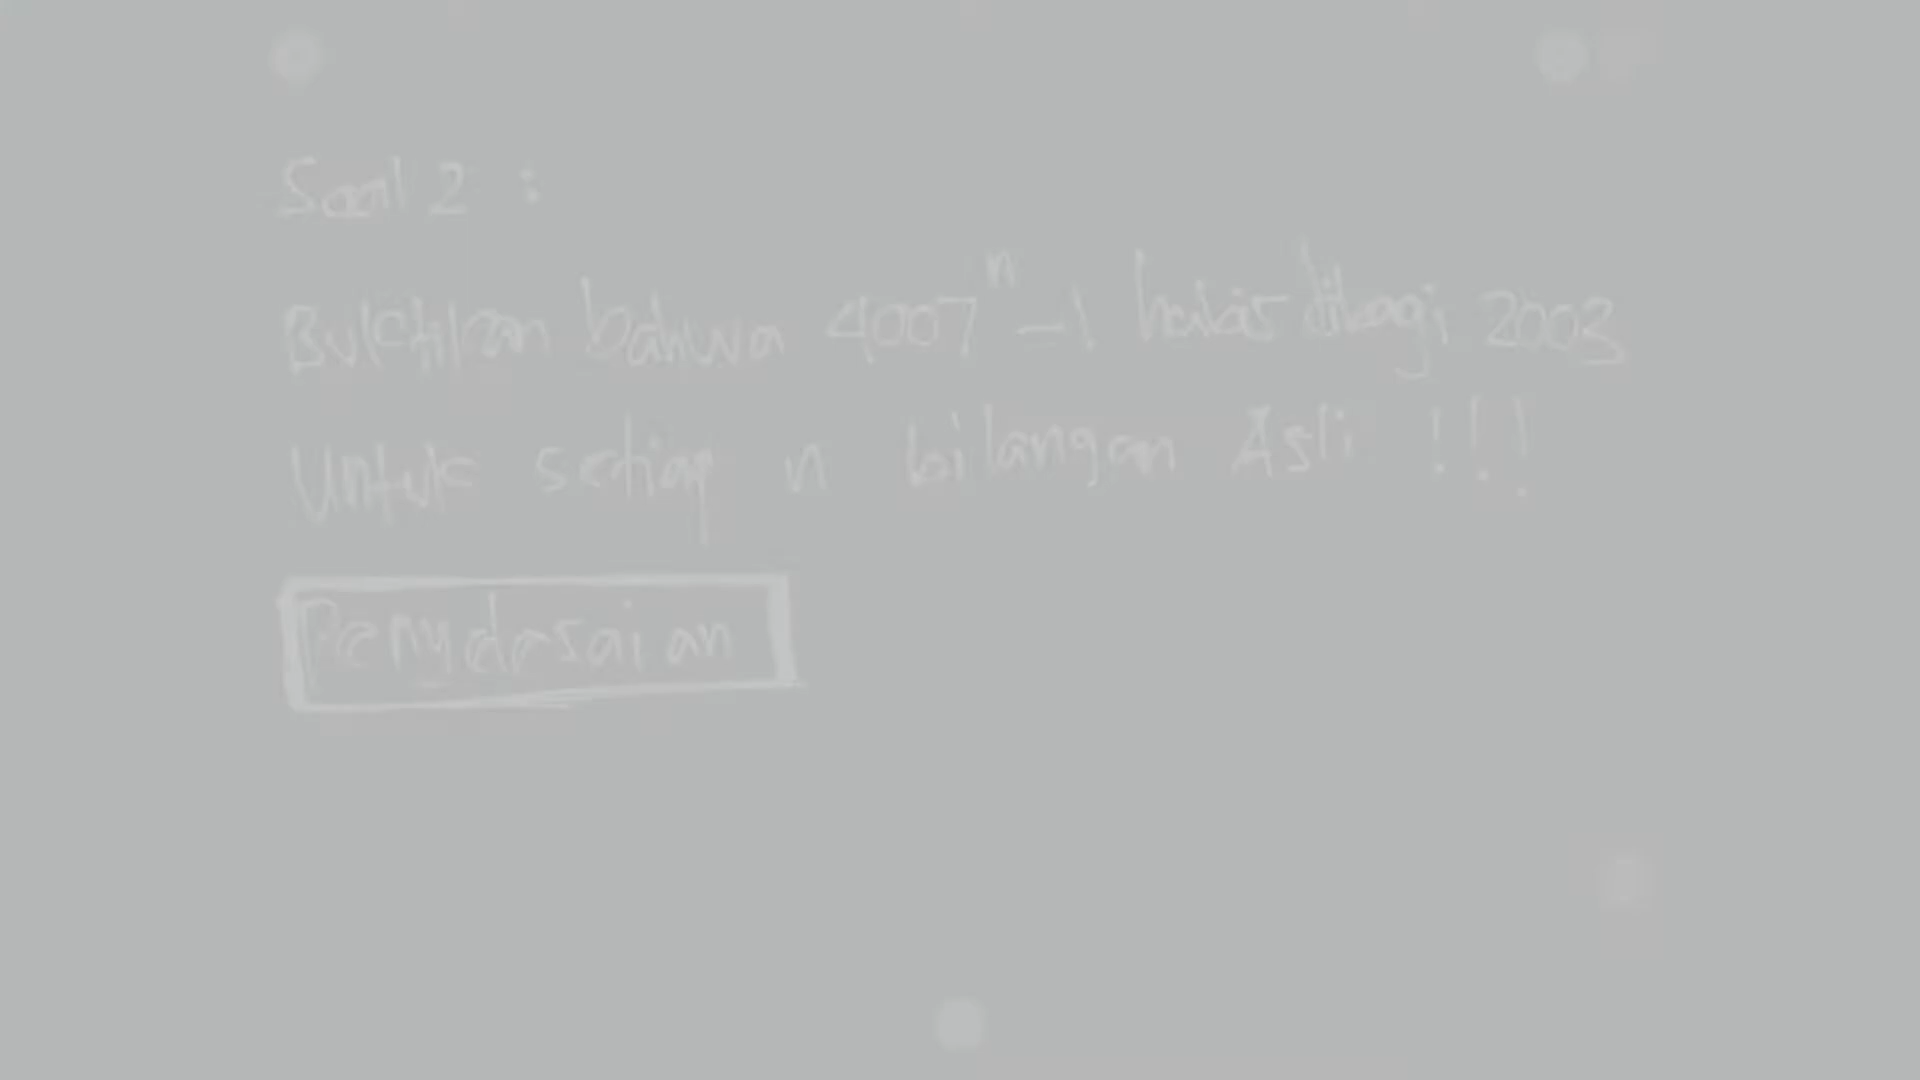 Soal 2 :
Buktikan bahwa 4007^n - 1 habis dibagi 2003
Untuk setiap n bilangan Asli !!!
Penyelesaian